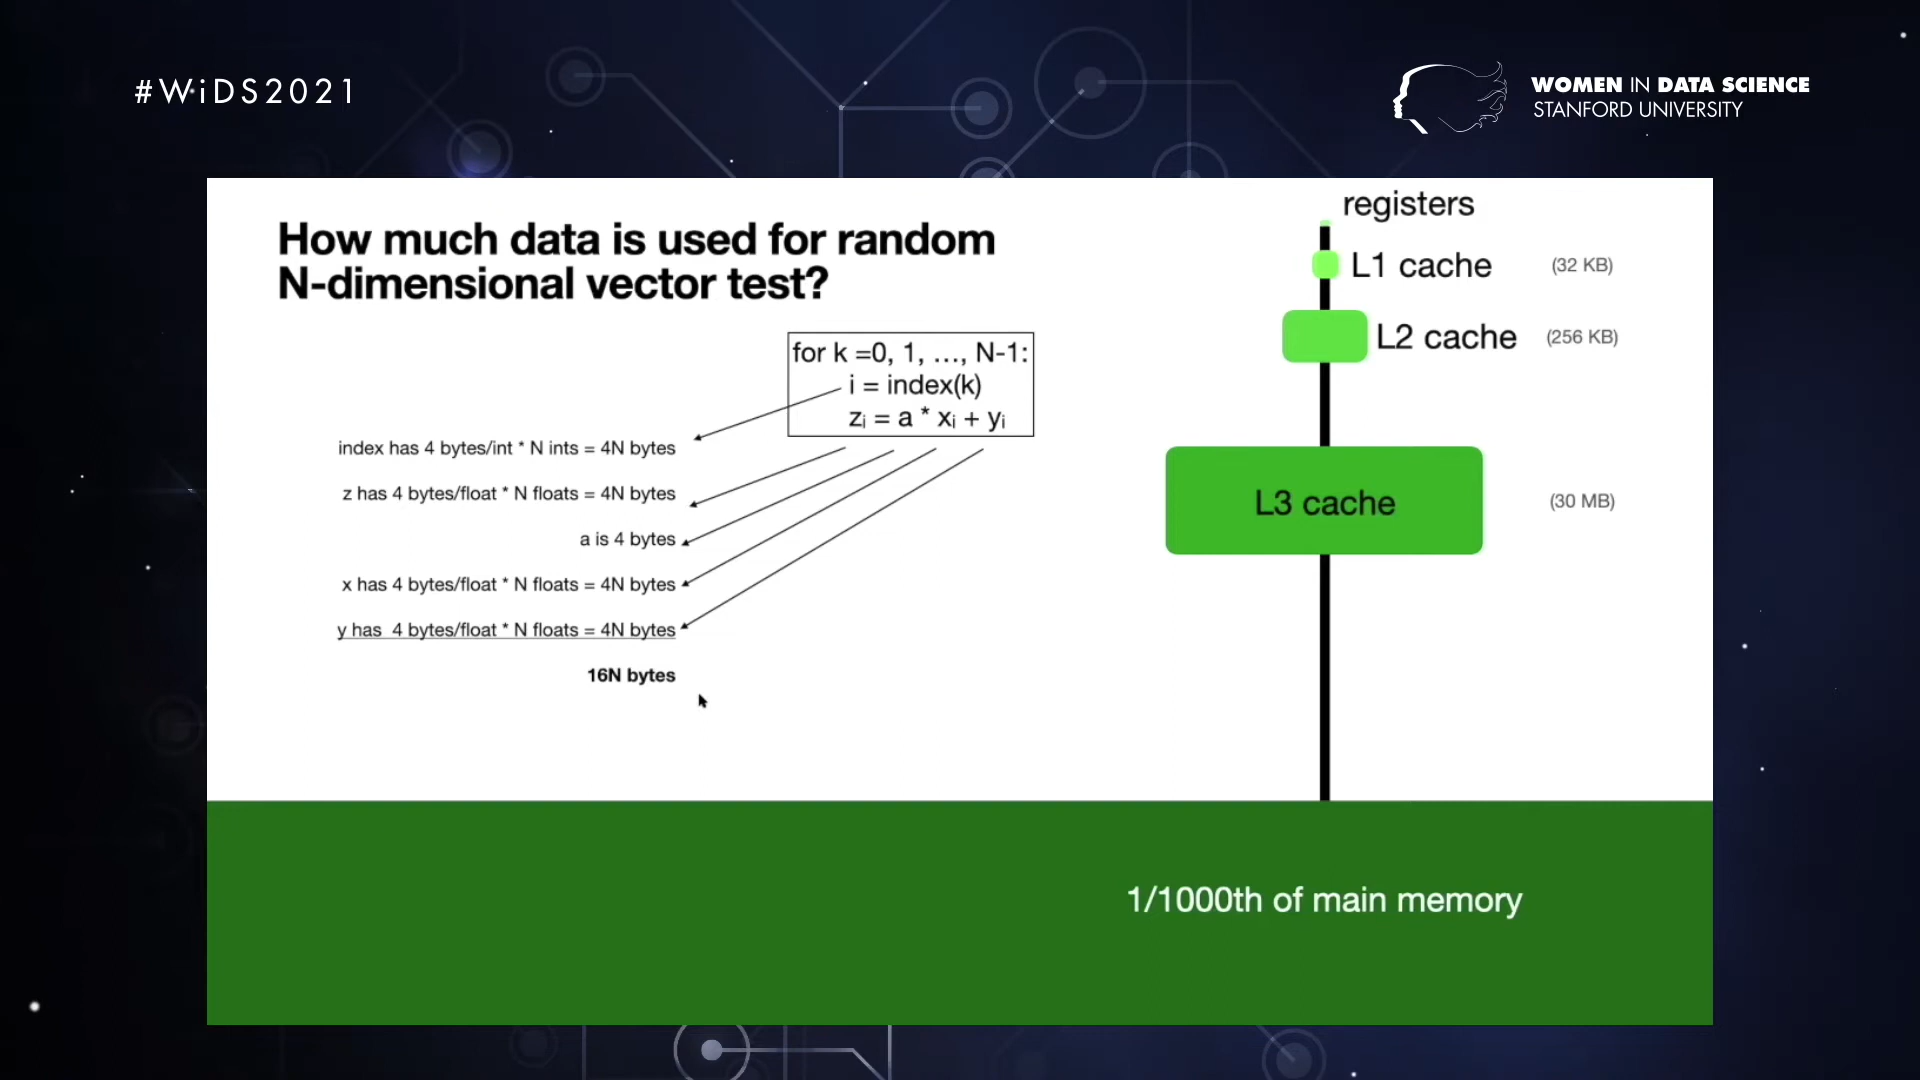 #WiDS2021
WOMEN IN DATA SCIENCE
STANFORD UNIVERSITY
How much data is used for random
N-dimensional vector test?
for k =0, 1, …, N-1:
i = index(k)
zᵢ = a * xᵢ + yᵢ
index has 4 bytes/int * N ints = 4N bytes
z has 4 bytes/float * N floats = 4N bytes
a is 4 bytes
x has 4 bytes/float * N floats = 4N bytes
y has 4 bytes/float * N floats = 4N bytes
16N bytes
registers
L1 cache (32 KB)
L2 cache (256 KB)
L3 cache (30 MB)
1/1000th of main memory